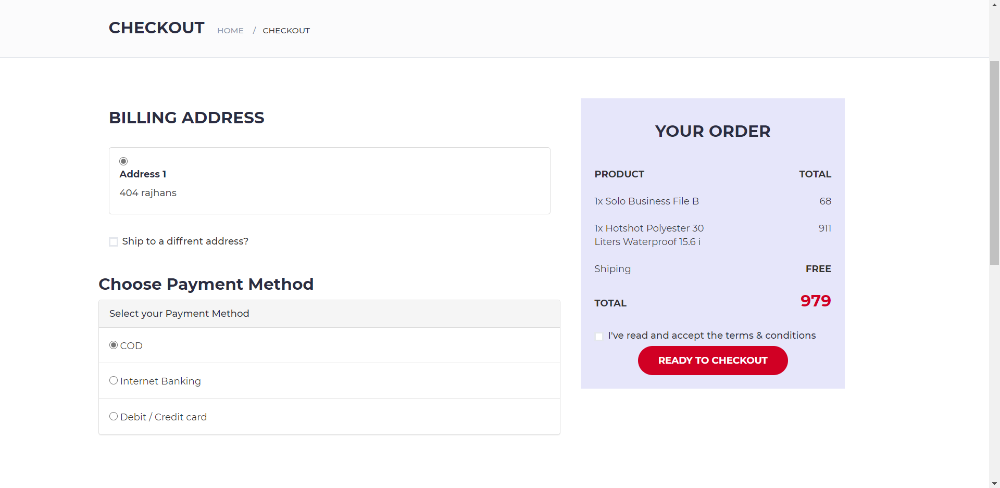 CHECKOUT HOME / CHECKOUT
BILLING ADDRESS
Address 1
404 rajhans
Ship to a diffrent address?
Choose Payment Method
Select your Payment Method
COD
Internet Banking
Debit / Credit card
YOUR ORDER
PRODUCT TOTAL
1x Solo Business File B 68
1x Hotshot Polyester 30 911
Liters Waterproof 15.6 i
Shiping FREE
TOTAL 979
I've read and accept the terms & conditions
READY TO CHECKOUT